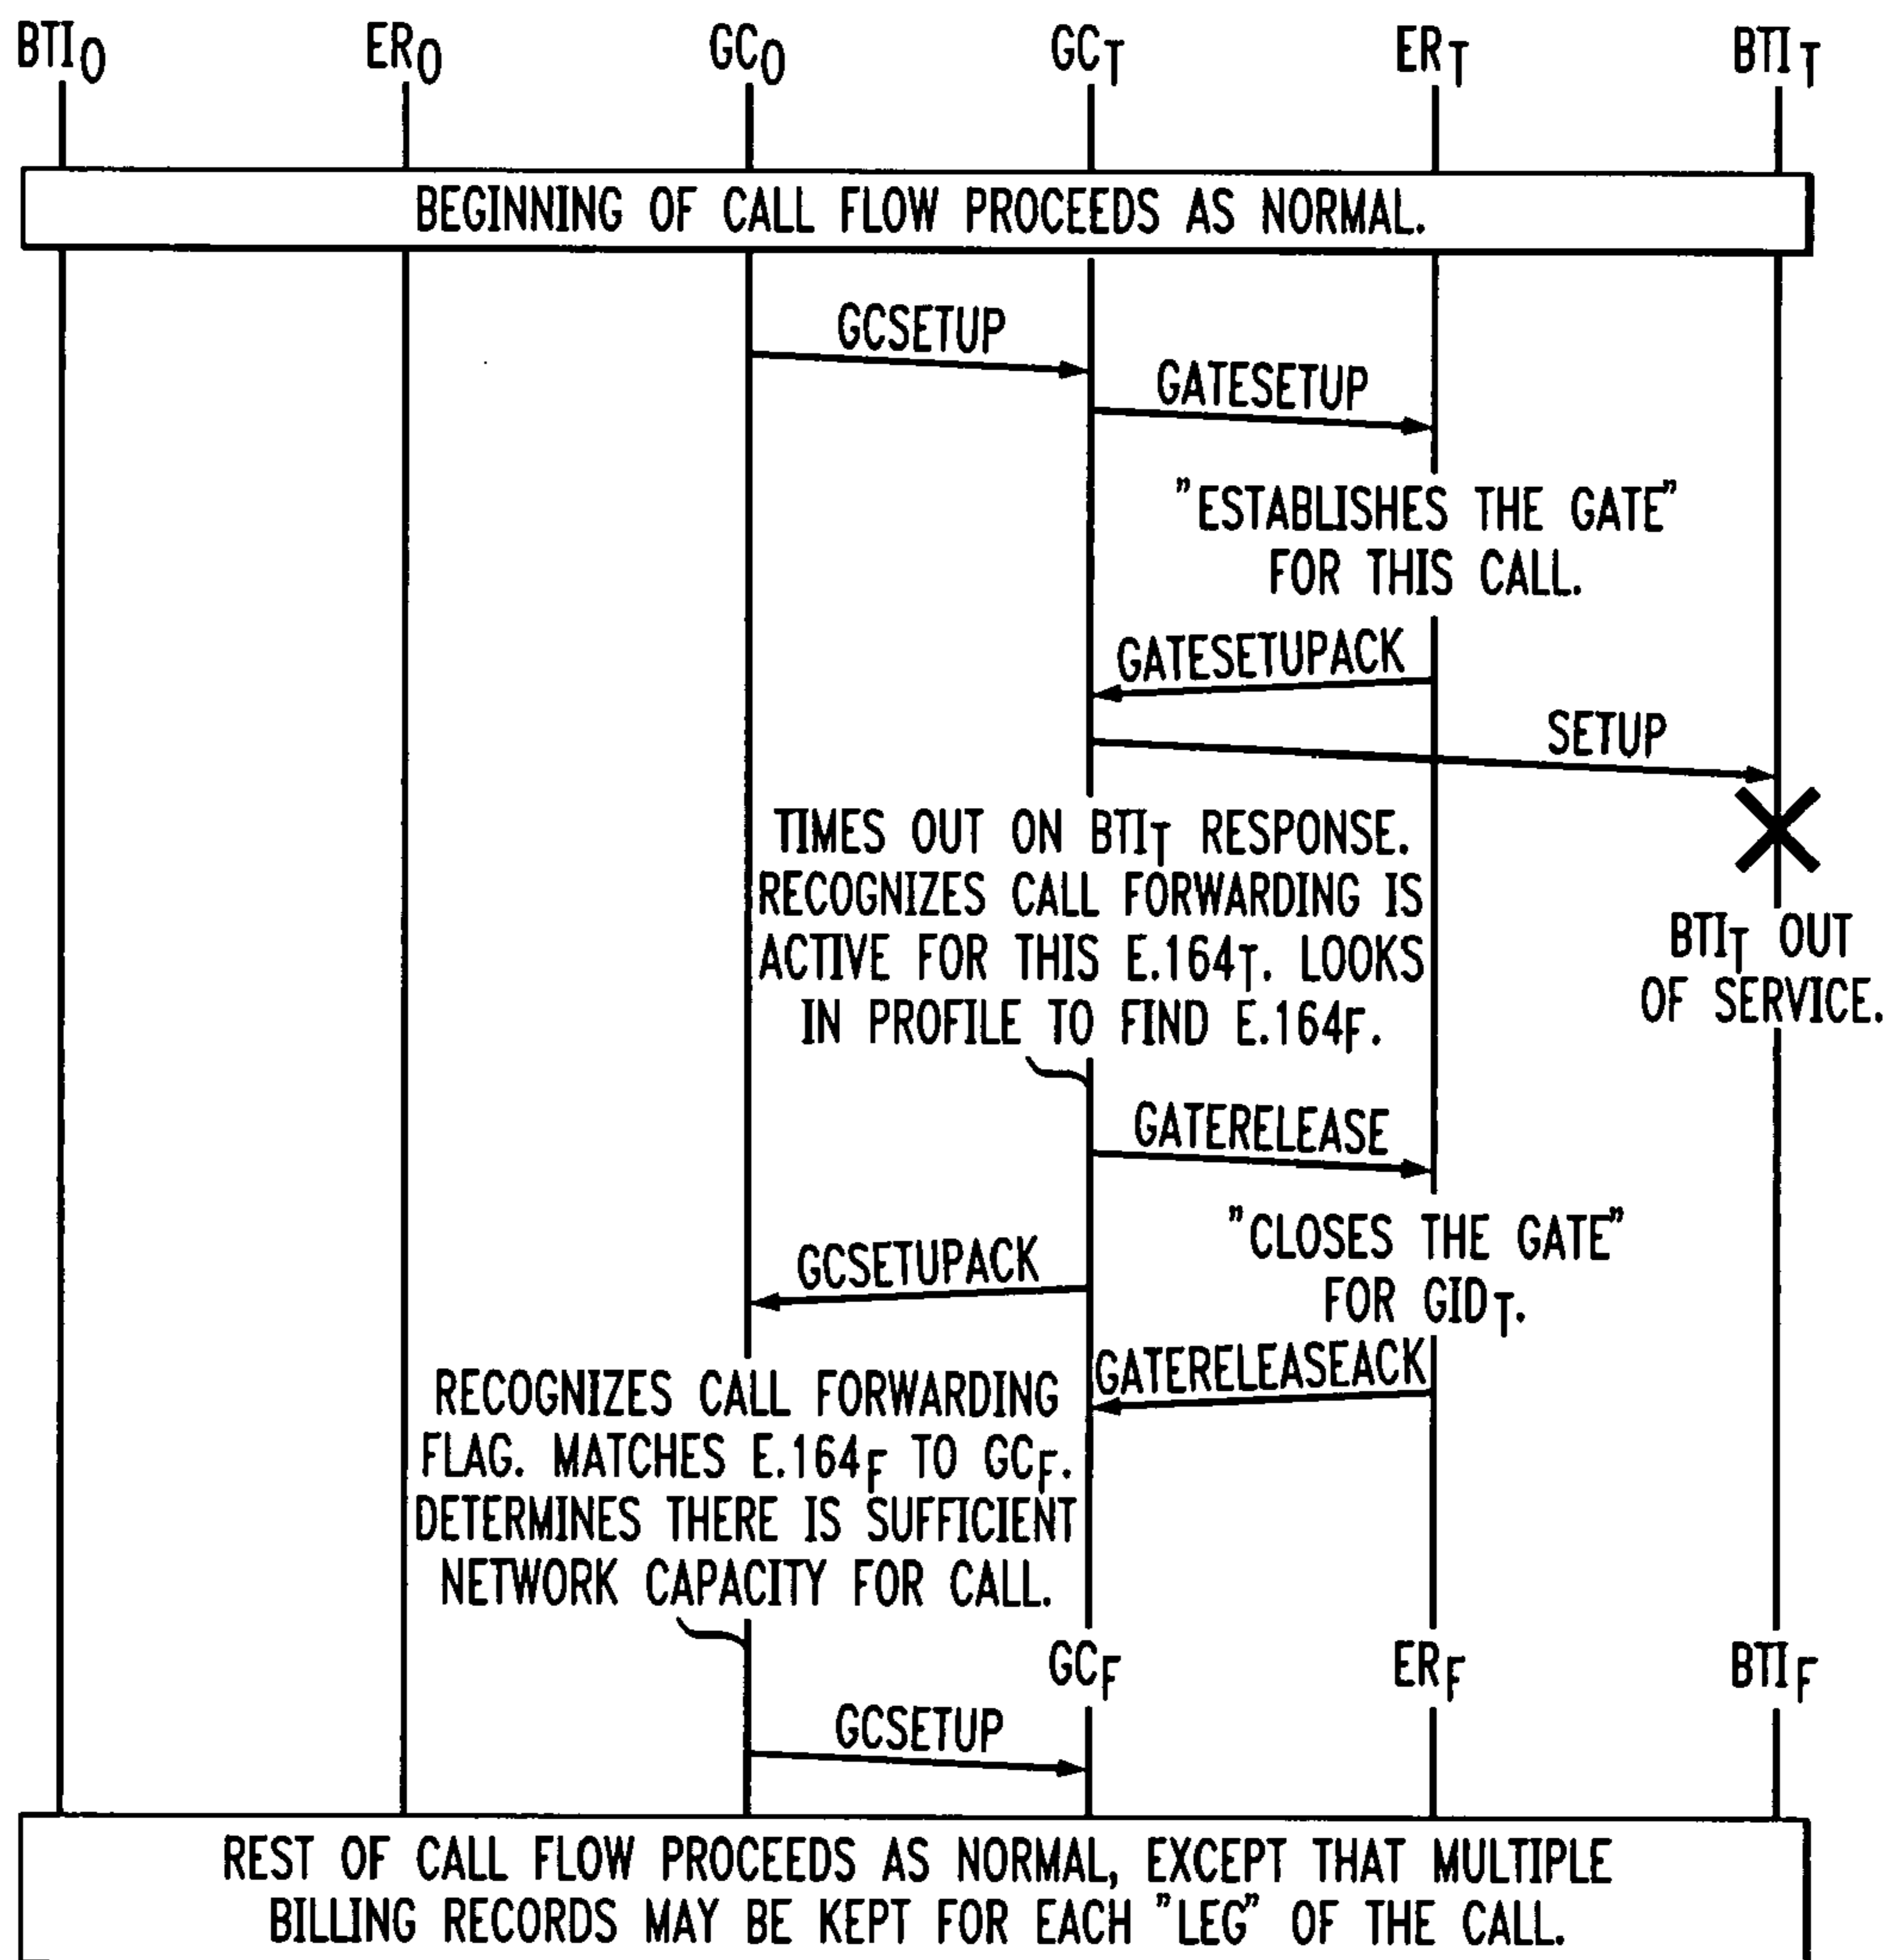 BTIO ERO GCO GCT ERT BTIT
BEGINNING OF CALL FLOW PROCEEDS AS NORMAL.
GCSETUP
GATESETUP
"ESTABLISHES THE GATE"
FOR THIS CALL.
GATESETUPACK
SETUP
TIMES OUT ON BTIT RESPONSE.
RECOGNIZES CALL FORWARDING IS
ACTIVE FOR THIS E.164T. LOOKS
IN PROFILE TO FIND E.164F.
BTIT OUT
OF SERVICE.
GATERELEASE
"CLOSES THE GATE"
FOR GIDT.
GCSETUPACK
GATERELEASEACK
RECOGNIZES CALL FORWARDING
FLAG. MATCHES E.164F TO GCF.
DETERMINES THERE IS SUFFICIENT
NETWORK CAPACITY FOR CALL.
GCF ERF BTIF
GCSETUP
REST OF CALL FLOW PROCEEDS AS NORMAL, EXCEPT THAT MULTIPLE
BILLING RECORDS MAY BE KEPT FOR EACH "LEG" OF THE CALL.